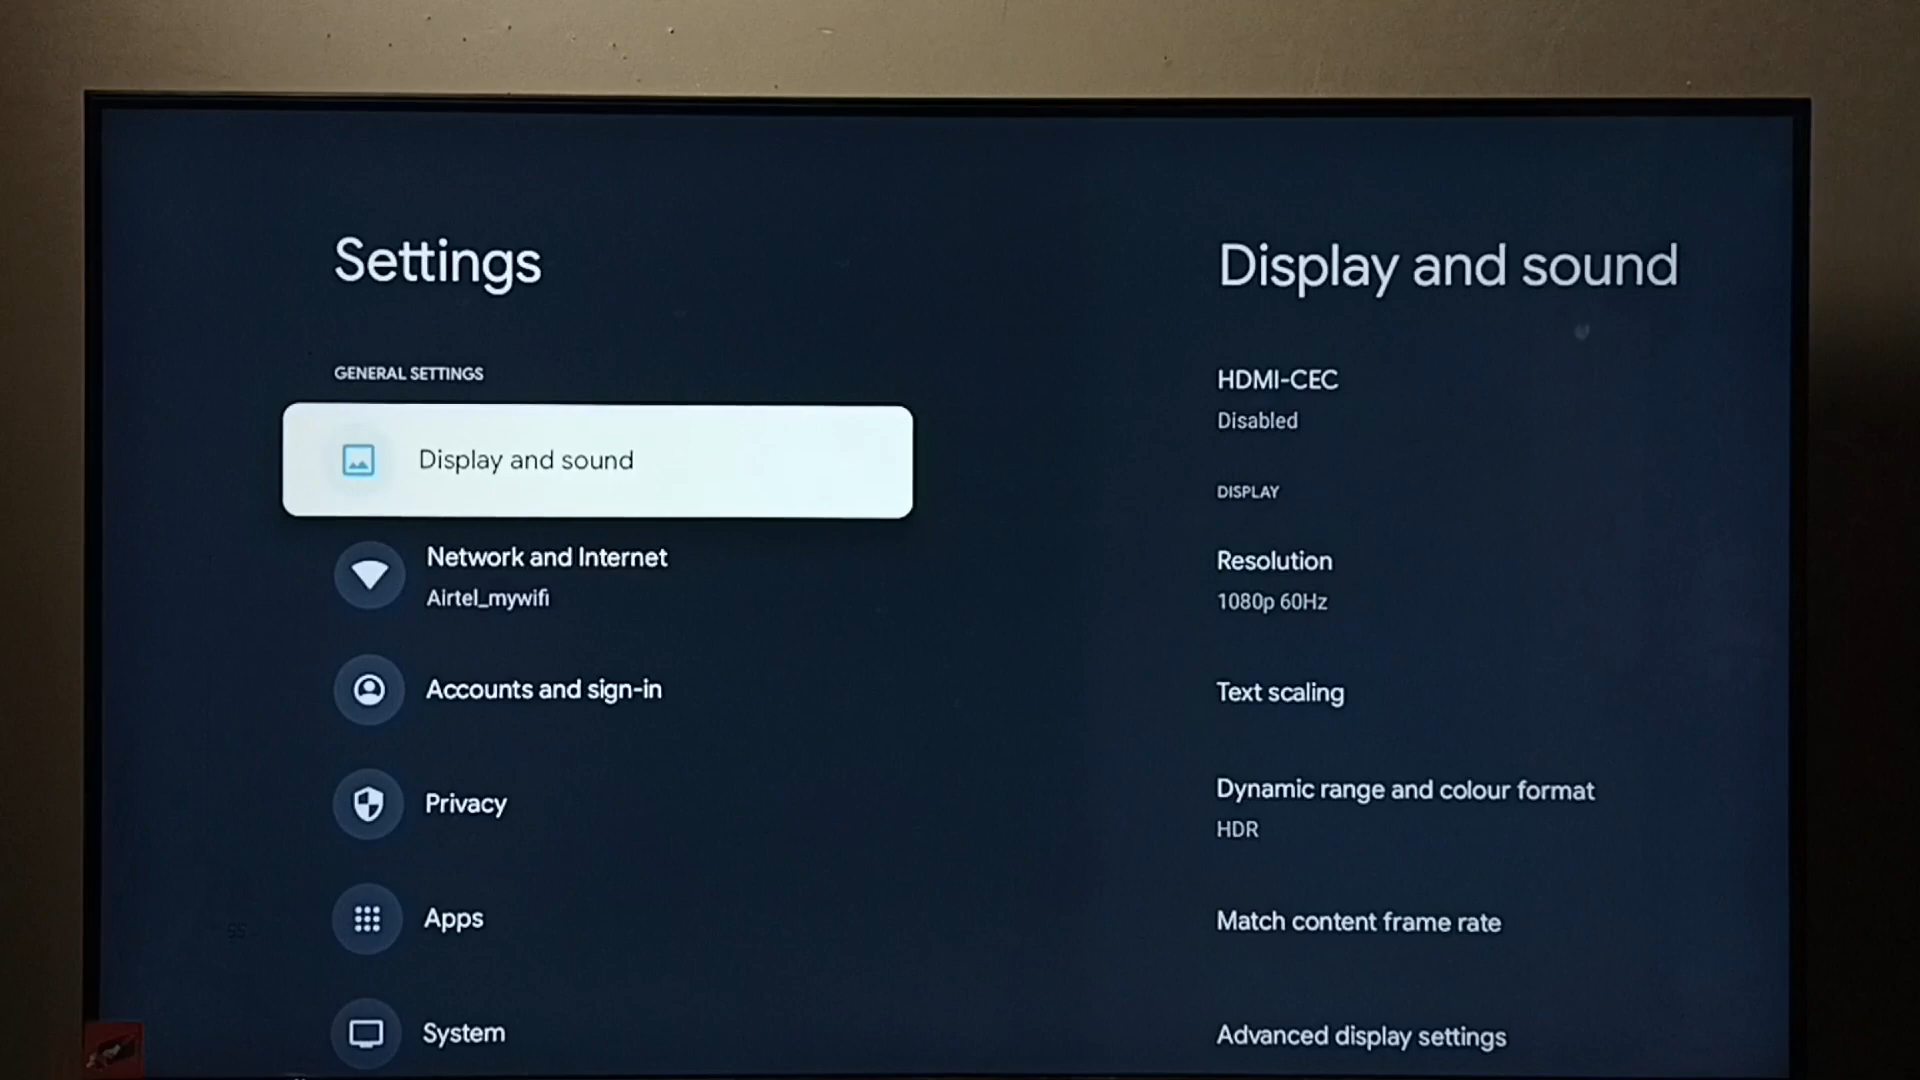 Settings
GENERAL SETTINGS
Display and sound
Network and Internet
Airtel_mywifi
Accounts and sign-in
Privacy
Apps
System
Display and sound
HDMI-CEC
Disabled
DISPLAY
Resolution
1080p 60Hz
Text scaling
Dynamic range and colour format
HDR
Match content frame rate
Advanced display settings